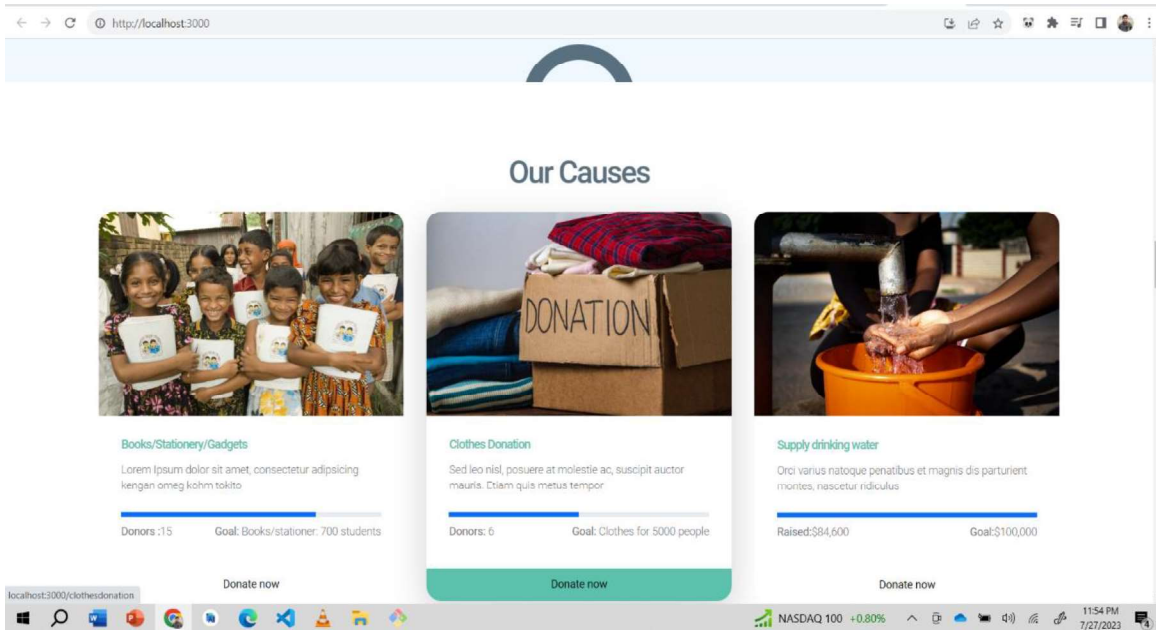 http://localhost:3000
Our Causes
DONATION
Books/Stationery/Gadgets
Lorem Ipsum dolor sit amet, consectetur adipisicing
kengan omeg kohm tokito
Donors :15 Goal: Books/stationer: 700 students
Donate now
Clothes Donation
Sed leo nisl, posuere at molestie ac, suscipit auctor
mauris. Etiam quis metus tempor
Donors: 6 Goal: Clothes for 5000 people
Donate now
Supply drinking water
Orci varius natoque penatibus et magnis dis parturient
montes, nascetur ridiculus
Raised:$84,600 Goal:$100,000
Donate now
localhost:3000/clothesdonation
NASDAQ 100 +0.80%
11:54 PM
7/27/2023
4